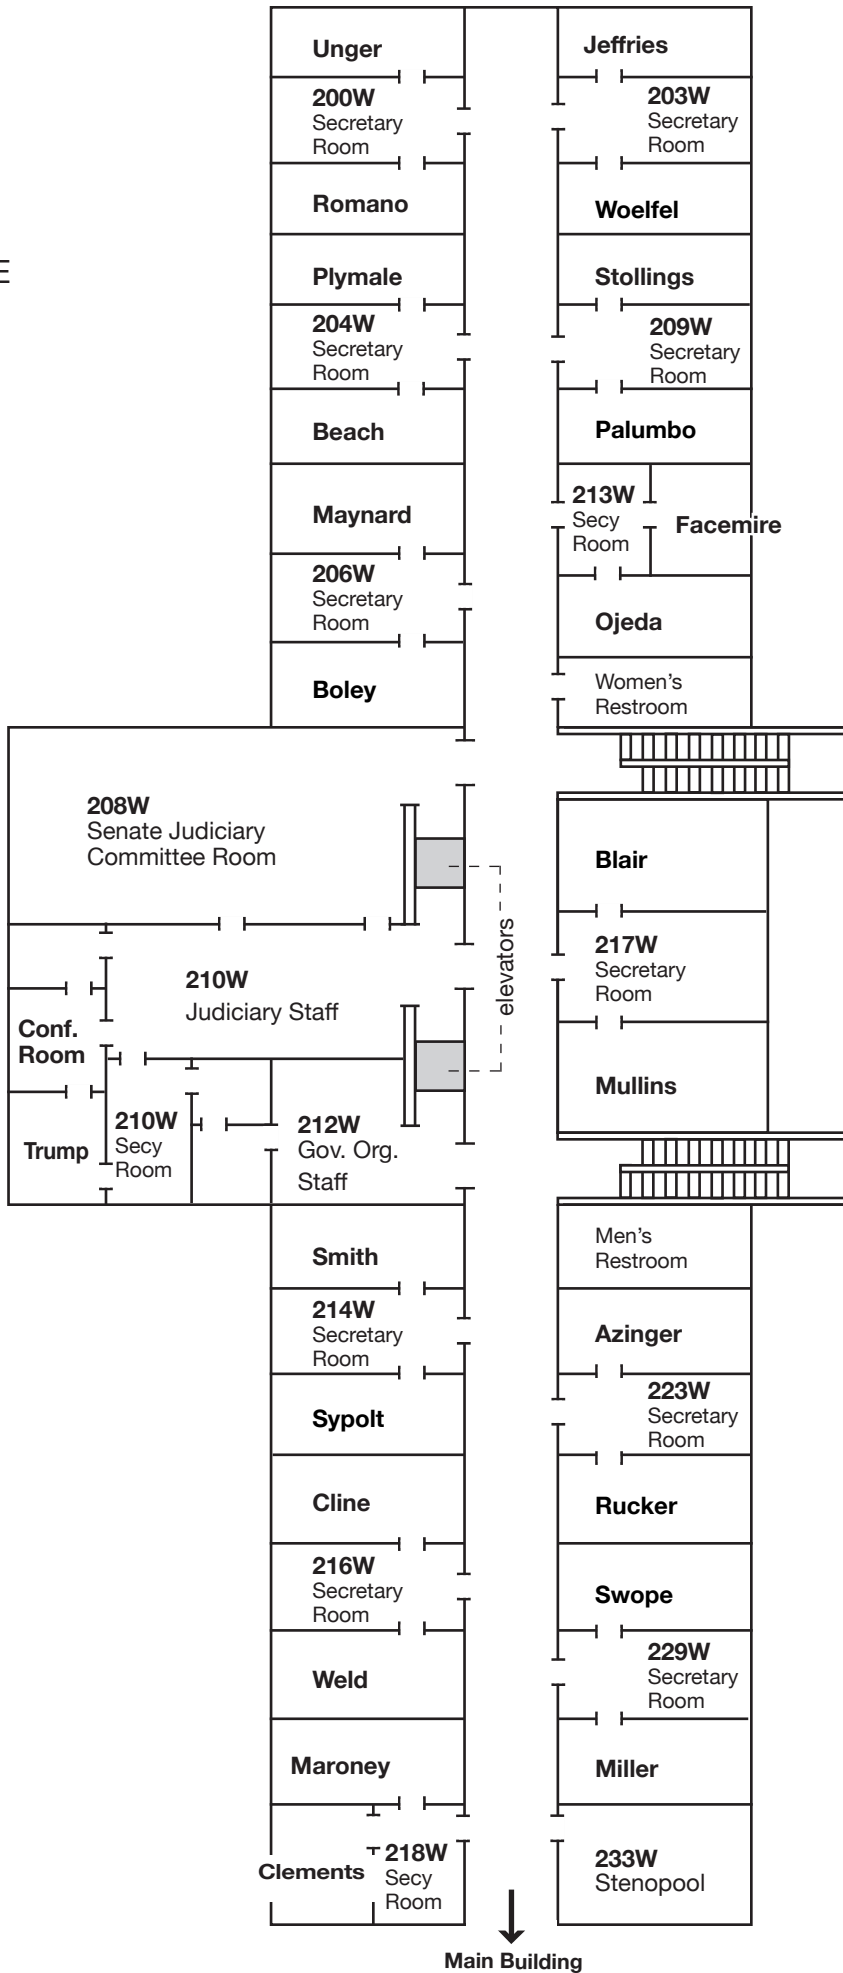 Unger
200W
Secretary
Room
Romano
Plymale
204W
Secretary
Room
Beach
Maynard
206W
Secretary
Room
Boley
Jeffries
203W
Secretary
Room
Woelfel
Stollings
209W
Secretary
Room
Palumbo
213W
Secy
Room
Facemire
Ojeda
Women's
Restroom
E
208W
Senate Judiciary
Committee Room
210W
Judiciary Staff
Conf.
Room
Trump
210W
Secy
Room
212W
Gov. Org.
Staff
elevators
Blair
217W
Secretary
Room
Mullins
Smith
214W
Secretary
Room
Sypolt
Cline
216W
Secretary
Room
Weld
Maroney
Clements
218W
Secy
Room
Men's
Restroom
Azinger
223W
Secretary
Room
Rucker
Swope
229W
Secretary
Room
Miller
233W
Stenopool
Main Building